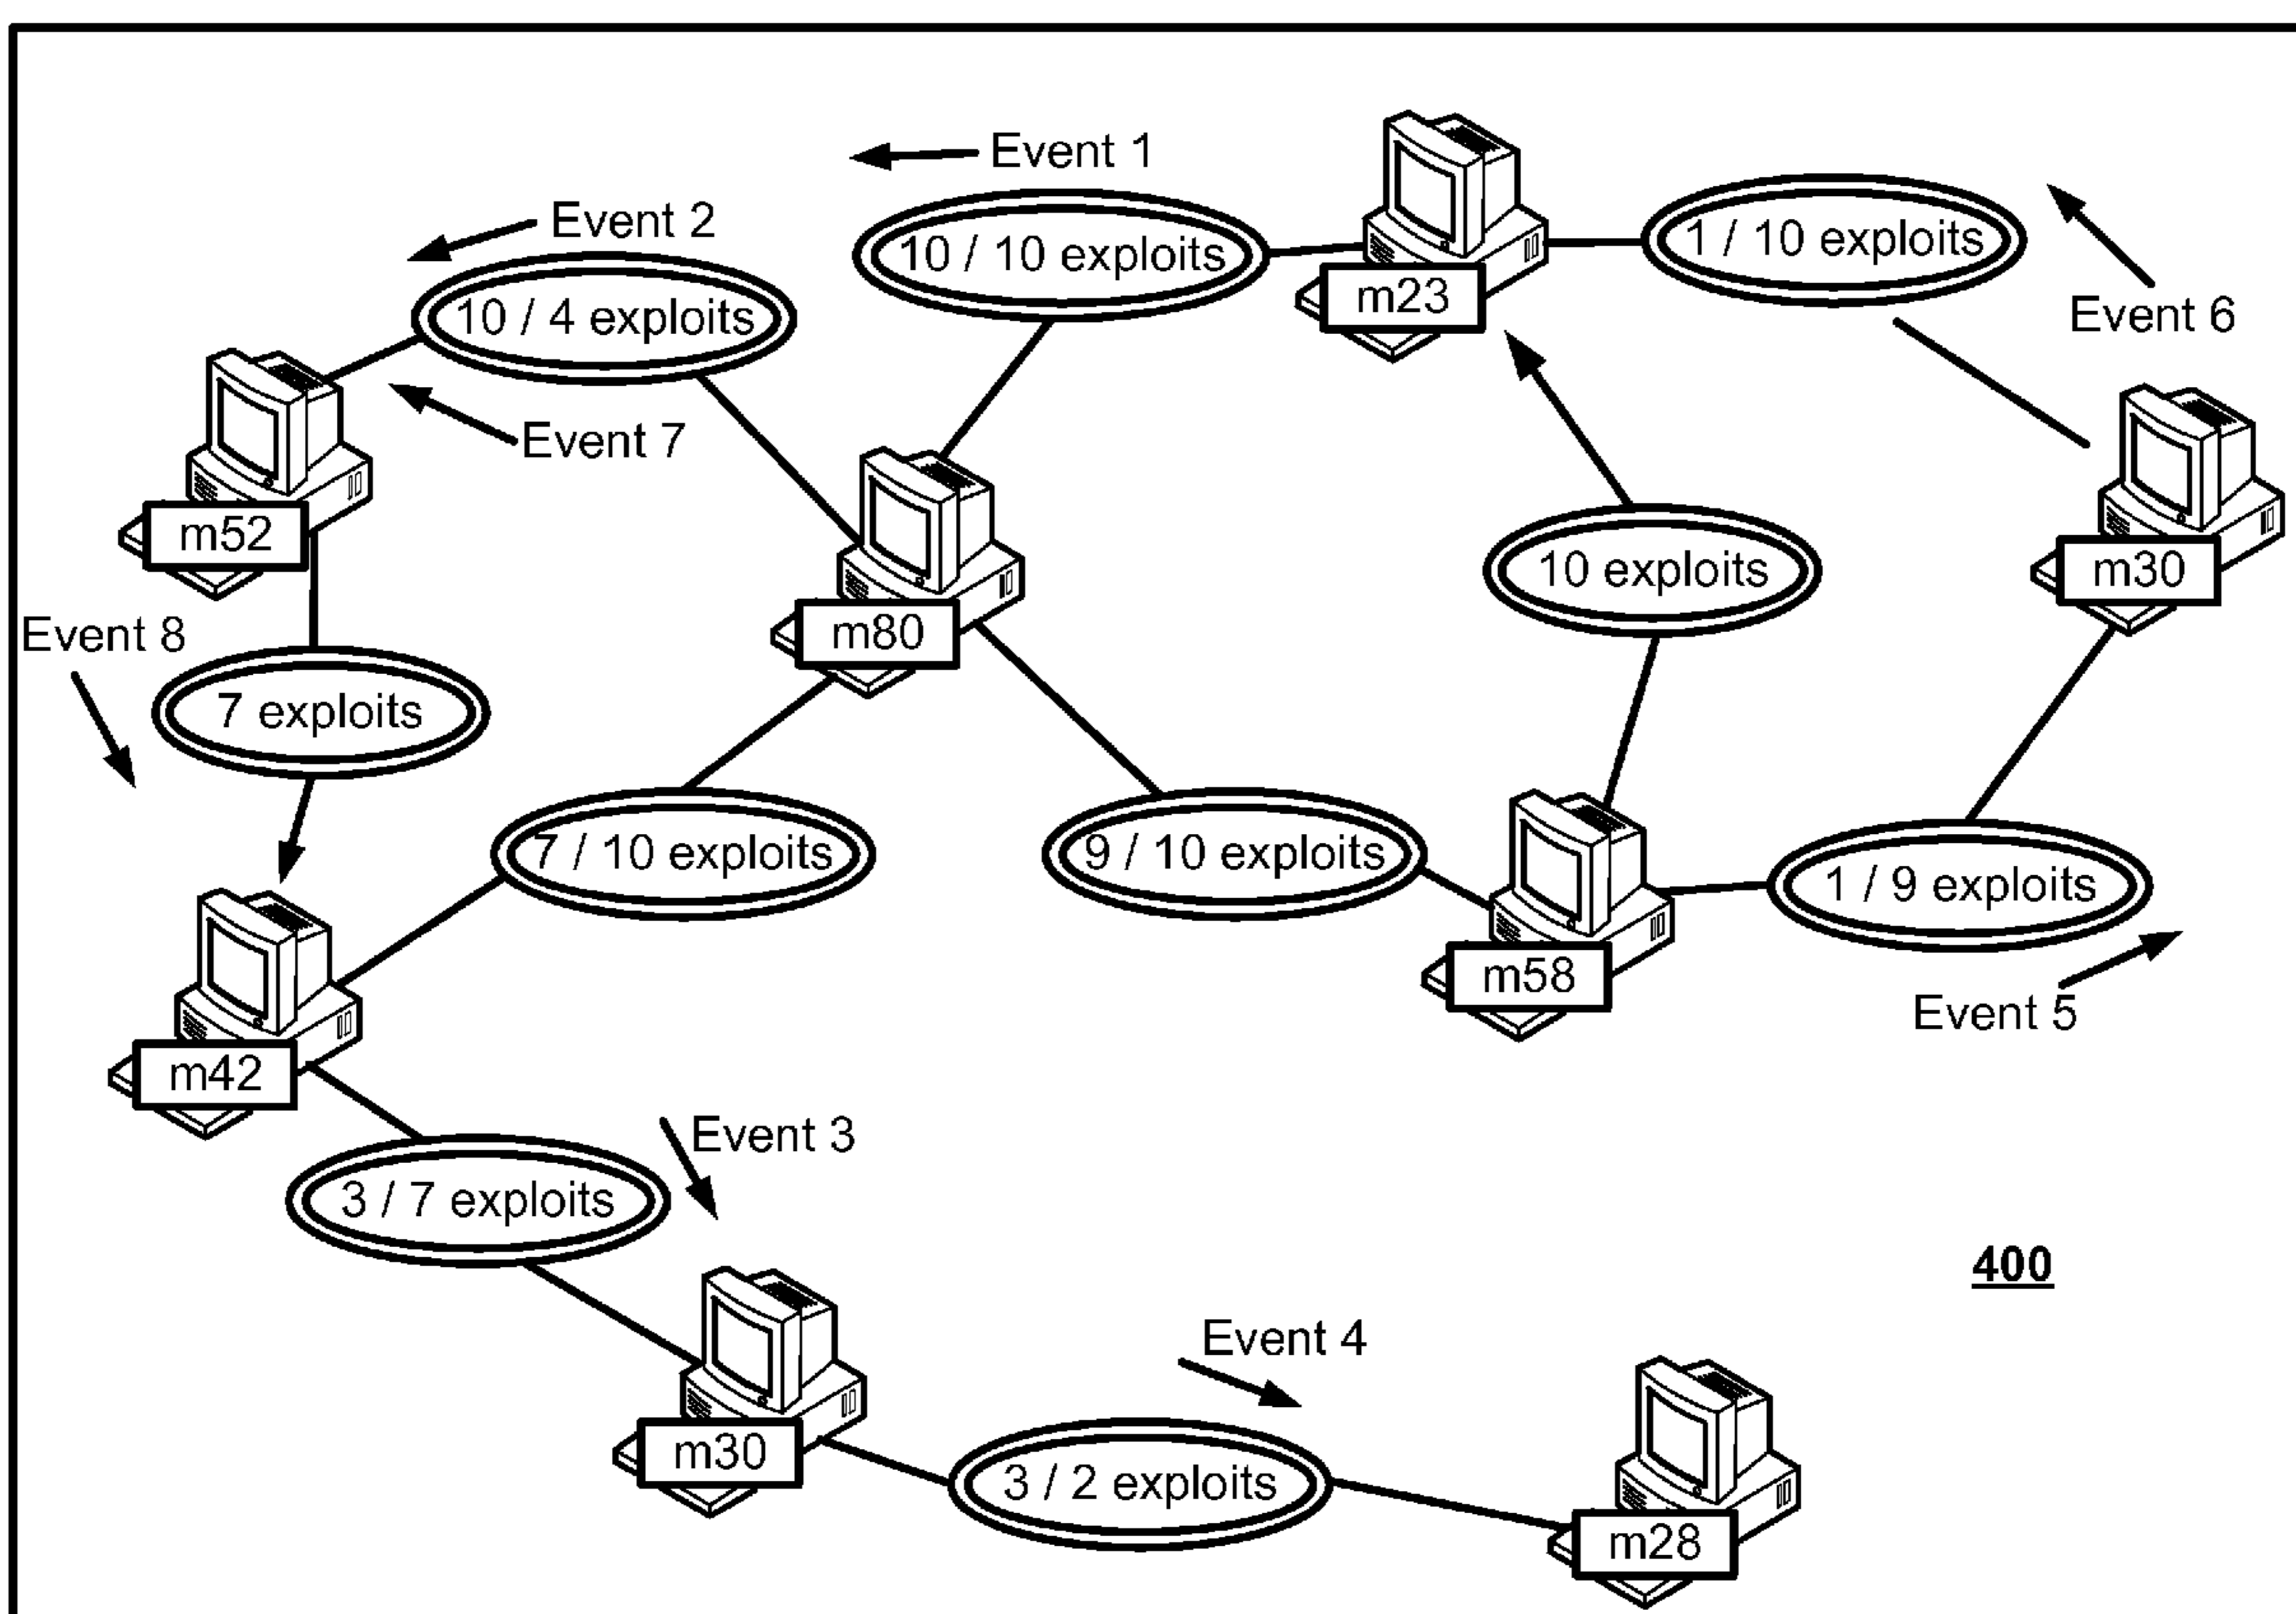 Event 1
Event 2
10 / 10 exploits
1 / 10 exploits
m23
Event 6
10 / 4 exploits
Event 7
m52
10 exploits
m30
m80
Event 8
7 exploits
7 / 10 exploits
9 / 10 exploits
1 / 9 exploits
m58
Event 5
m42
Event 3
3 / 7 exploits
400
Event 4
m30
3 / 2 exploits
m28